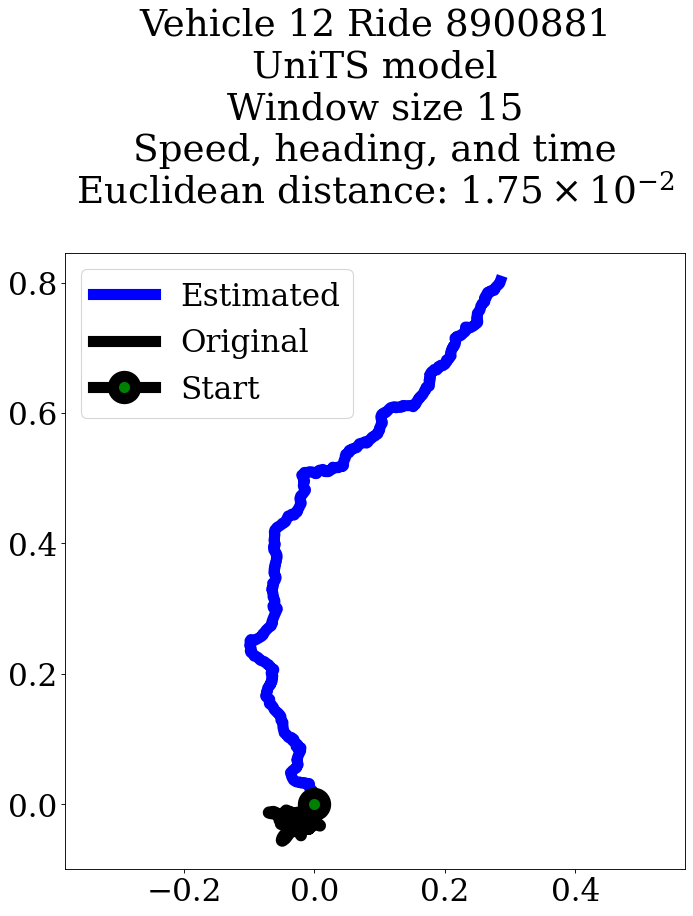 Vehicle 12 Ride 8900881
UniTS model
Window size 15
Speed, heading, and time
Euclidean distance: 1.75 × 10⁻²
Estimated
Original
Start
0.8
0.6
0.4
0.2
0.0
−0.2 0.0 0.2 0.4